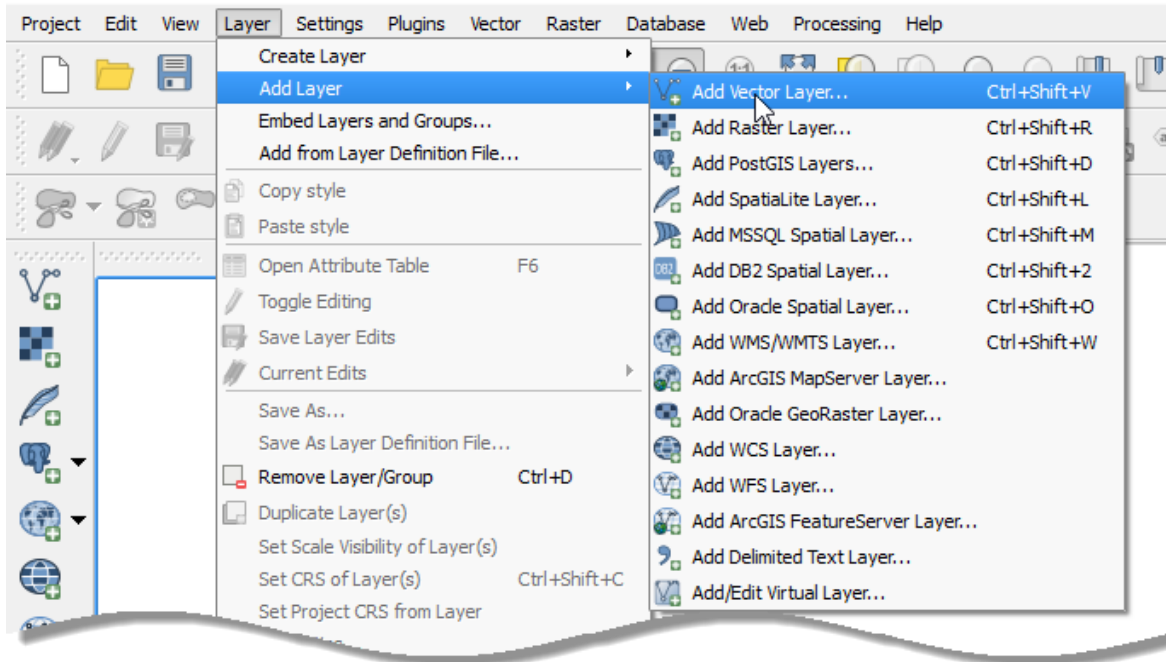 Project Edit View Layer Settings Plugins Vector Raster Database Web Processing Help
Create Layer
Add Layer
Embed Layers and Groups...
Add from Layer Definition File...
Copy style
Paste style
Open Attribute Table F6
Toggle Editing
Save Layer Edits
Current Edits
Save As...
Save As Layer Definition File...
Remove Layer/Group Ctrl+D
Duplicate Layer(s)
Set Scale Visibility of Layer(s)
Set CRS of Layer(s) Ctrl+Shift+C
Set Project CRS from Layer
Add Vector Layer... Ctrl+Shift+V
Add Raster Layer... Ctrl+Shift+R
Add PostGIS Layers... Ctrl+Shift+D
Add SpatiaLite Layer... Ctrl+Shift+L
Add MSSQL Spatial Layer... Ctrl+Shift+M
DB2 Add DB2 Spatial Layer... Ctrl+Shift+2
Add Oracle Spatial Layer... Ctrl+Shift+O
Add WMS/WMTS Layer... Ctrl+Shift+W
Add ArcGIS MapServer Layer...
Add Oracle GeoRaster Layer...
Add WCS Layer...
Add WFS Layer...
Add ArcGIS FeatureServer Layer...
Add Delimited Text Layer...
Add/Edit Virtual Layer...